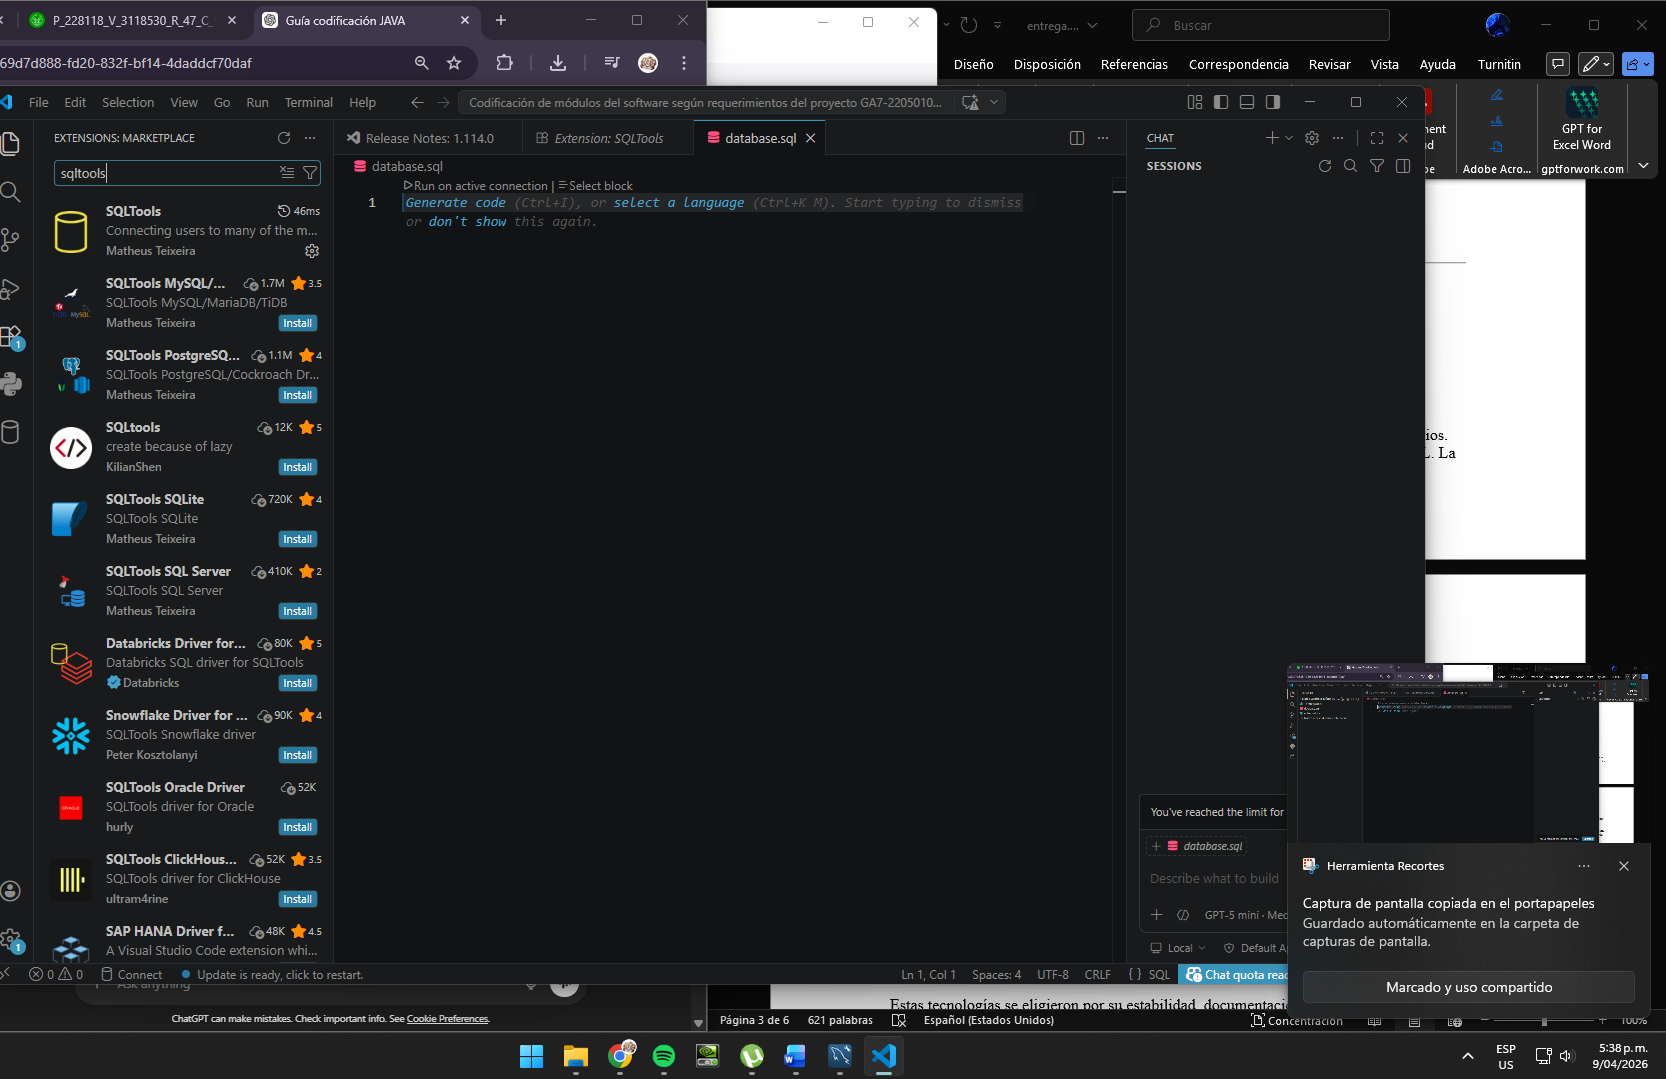 P_228118_V_3118530_R_47_C_
Guía codificación JAVA
69d7d888-fd20-832f-bf14-4daddcf70daf
entrega....
Buscar
Diseño
Disposición
Referencias
Correspondencia
Revisar
Vista
Ayuda
Turnitin
GPT for
Excel Word
gptforwork.com
Adobe Acro...
File Edit Selection View Go Run Terminal Help
Codificación de módulos del software según requerimientos del proyecto GA7-2205010...
EXTENSIONS: MARKETPLACE
sqltools
SQLTools 46ms
Connecting users to many of the m...
Matheus Teixeira
SQLTools MySQL/... 1.7M 3.5
SQLTools MySQL/MariaDB/TiDB
Matheus Teixeira Install
SQLTools PostgreSQ... 1.1M 4
SQLTools PostgreSQL/Cockroach Dr...
Matheus Teixeira Install
SQLtools 12K 5
create because of lazy
KilianShen Install
SQLTools SQLite 720K 4
SQLTools SQLite
Matheus Teixeira Install
SQLTools SQL Server 410K 2
SQLTools SQL Server
Matheus Teixeira Install
Databricks Driver for... 80K 5
Databricks SQL driver for SQLTools
Databricks Install
Snowflake Driver for ... 90K 4
SQLTools Snowflake driver
Peter Kosztolanyi Install
SQLTools Oracle Driver 52K
SQLTools driver for Oracle
hurly Install
SQLTools ClickHous... 52K 3.5
SQLTools driver for ClickHouse
ultram4rine Install
SAP HANA Driver f... 48K 4.5
A Visual Studio Code extension whi...
Release Notes: 1.114.0
Extension: SQLTools
database.sql
database.sql
Run on active connection | Select block
1 Generate code (Ctrl+I), or select a language (Ctrl+K M). Start typing to dismiss
or don't show this again.
CHAT
SESSIONS
ios.
L. La
You've reached the limit for
database.sql
Describe what to build
GPT-5 mini · Med
Local
Default A
Herramienta Recortes
Captura de pantalla copiada en el portapapeles
Guardado automáticamente en la carpeta de
capturas de pantalla.
Marcado y uso compartido
0 0 Connect Update is ready, click to restart.
Ln 1, Col 1 Spaces: 4 UTF-8 CRLF {} SQL Chat quota reac
Ask anything
ChatGPT can make mistakes. Check important info. See Cookie Preferences.
Estas tecnologías se eligieron por su estabilidad, documentaci
Página 3 de 6 621 palabras Español (Estados Unidos) Concentración 100%
ESP
US
5:38 p. m.
9/04/2026